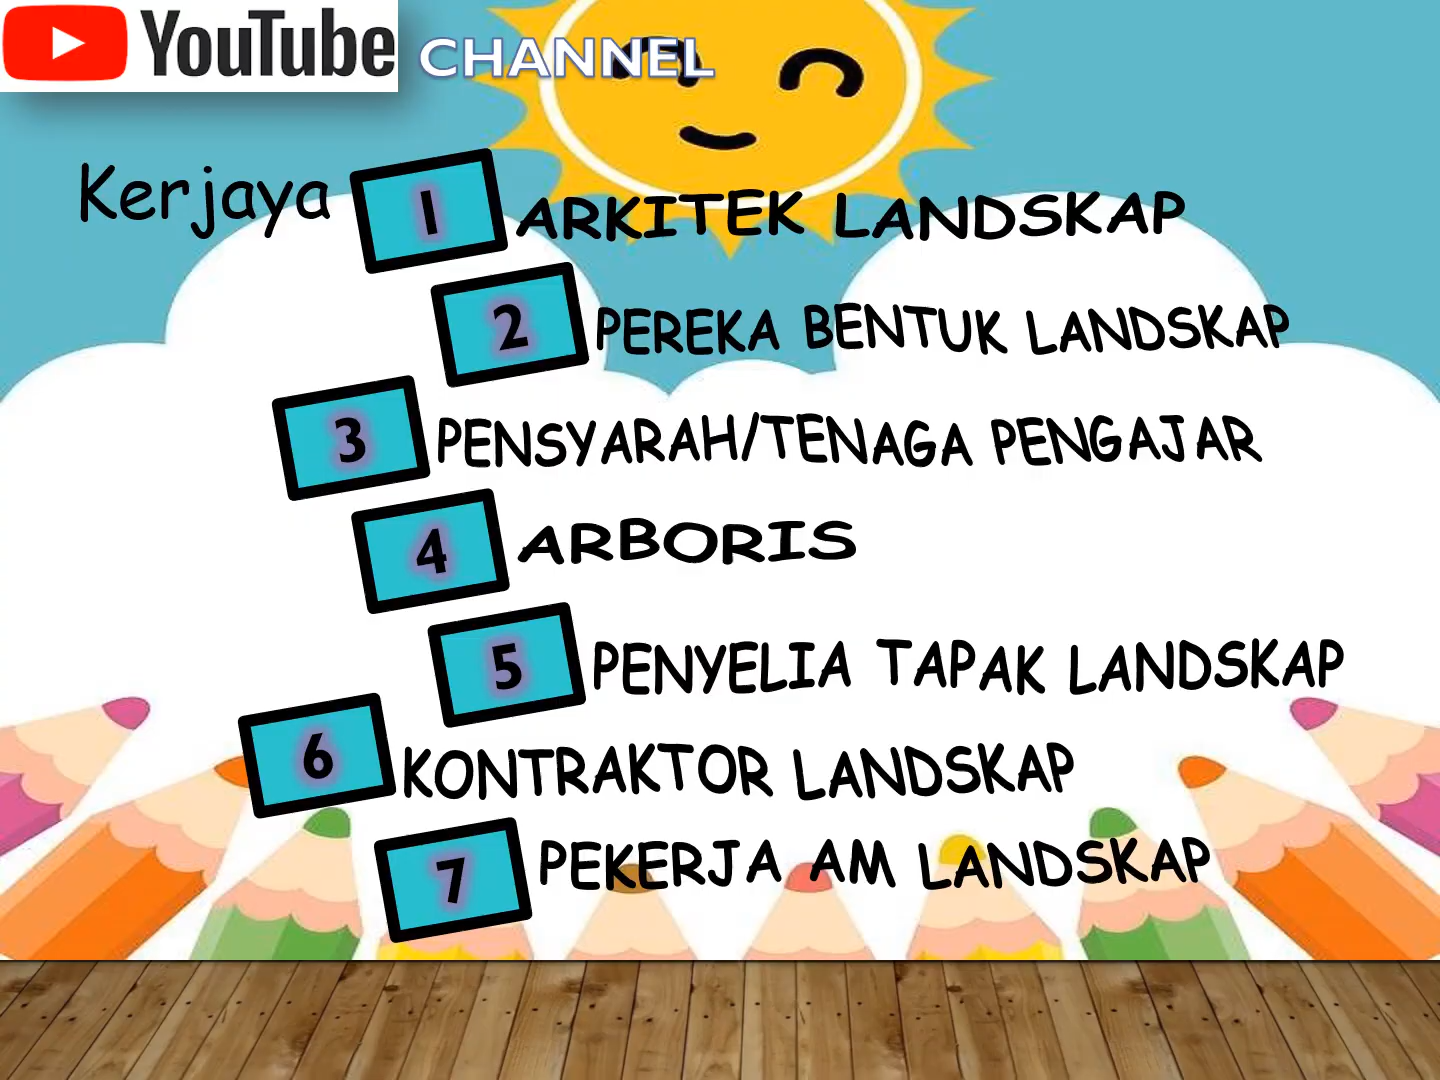 YouTube CHANNEL
Kerjaya 1 ARKITEK LANDSKAP
2 PEREKA BENTUK LANDSKAP
3 PENSYARAH/TENAGA PENGAJAR
4 ARBORIS
5 PENYELIA TAPAK LANDSKAP
6 KONTRAKTOR LANDSKAP
7 PEKERJA AM LANDSKAP